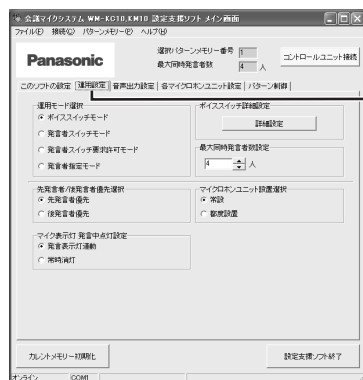 会議マイクシステム WM-KC10,KM10 設定支援ソフト メイン画面
ファイル(F) 接続(C) パターンメモリー(P) ヘルプ(H)
Panasonic
選択パターンメモリー番号 1
最大同時発言者数 4 人
コントロールユニット接続
このソフトの設定 運用設定 音声出力設定 各マイクロホンユニット設定 パターン制御
運用モード選択
ボイススイッチモード
発言者スイッチモード
発言者スイッチ要求許可モード
発言者指定モード
ボイススイッチ詳細設定
詳細設定
最大同時発言者数設定
4 人
先発言者/後発言者優先選択
先発言者優先
後発言者優先
マイクロホンユニット設置選択
常設
都度設置
マイク表示灯 発言中点灯設定
発言表示灯連動
常時消灯
カレントメモリー初期化
設定支援ソフト終了
オンライン COM1